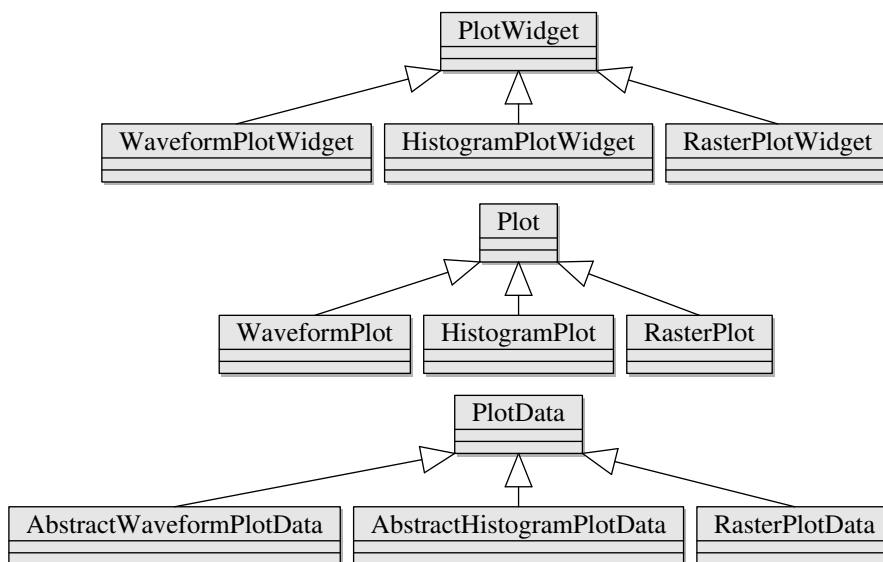 PlotWidget
WaveformPlotWidget
HistogramPlotWidget
RasterPlotWidget
Plot
WaveformPlot
HistogramPlot
RasterPlot
PlotData
AbstractWaveformPlotData
AbstractHistogramPlotData
RasterPlotData